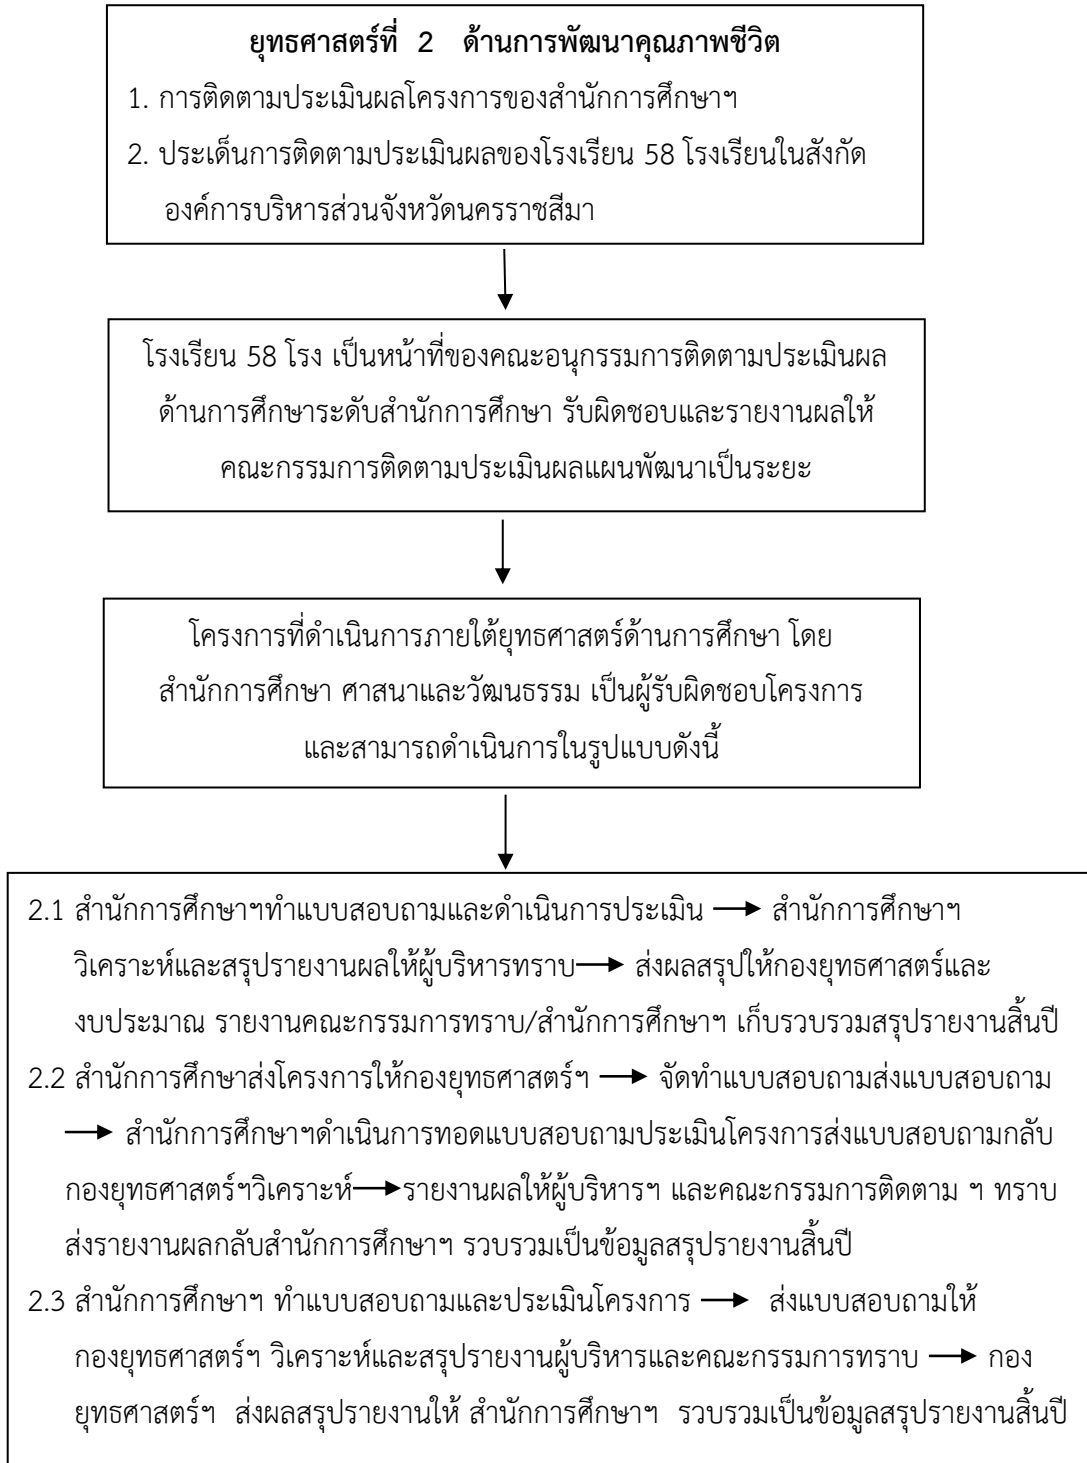 ยุทธศาสตร์ที่ 2 ด้านการพัฒนาคุณภาพชีวิต
1. การติดตามประเมินผลโครงการของสำนักการศึกษาฯ
2. ประเด็นการติดตามประเมินผลของโรงเรียน 58 โรงเรียนในสังกัด
องค์การบริหารส่วนจังหวัดนครราชสีมา
โรงเรียน 58 โรง เป็นหน้าที่ของคณะอนุกรรมการติดตามประเมินผล
ด้านการศึกษาระดับสำนักการศึกษา รับผิดชอบและรายงานผลให้
คณะกรรมการติดตามประเมินผลแผนพัฒนาเป็นระยะ
โครงการที่ดำเนินการภายใต้ยุทธศาสตร์ด้านการศึกษา โดย
สำนักการศึกษา ศาสนาและวัฒนธรรม เป็นผู้รับผิดชอบโครงการ
และสามารถดำเนินการในรูปแบบดังนี้
2.1 สำนักการศึกษาฯทำแบบสอบถามและดำเนินการประเมิน → สำนักการศึกษาฯ
วิเคราะห์และสรุปรายงานผลให้ผู้บริหารทราบ → ส่งผลสรุปให้กองยุทธศาสตร์และ
งบประมาณ รายงานคณะกรรมการทราบ/สำนักการศึกษาฯ เก็บรวบรวมสรุปรายงานสิ้นปี
2.2 สำนักการศึกษาส่งโครงการให้กองยุทธศาสตร์ฯ → จัดทำแบบสอบถามส่งแบบสอบถาม
→ สำนักการศึกษาฯดำเนินการทอดแบบสอบถามประเมินโครงการส่งแบบสอบถามกลับ
กองยุทธศาสตร์ฯวิเคราะห์ → รายงานผลให้ผู้บริหารฯ และคณะกรรมการติดตาม ฯ ทราบ
ส่งรายงานผลกลับสำนักการศึกษาฯ รวบรวมเป็นข้อมูลสรุปรายงานสิ้นปี
2.3 สำนักการศึกษาฯ ทำแบบสอบถามและประเมินโครงการ → ส่งแบบสอบถามให้
กองยุทธศาสตร์ฯ วิเคราะห์และสรุปรายงานผู้บริหารและคณะกรรมการทราบ → กอง
ยุทธศาสตร์ฯ ส่งผลสรุปรายงานให้ สำนักการศึกษาฯ รวบรวมเป็นข้อมูลสรุปรายงานสิ้นปี